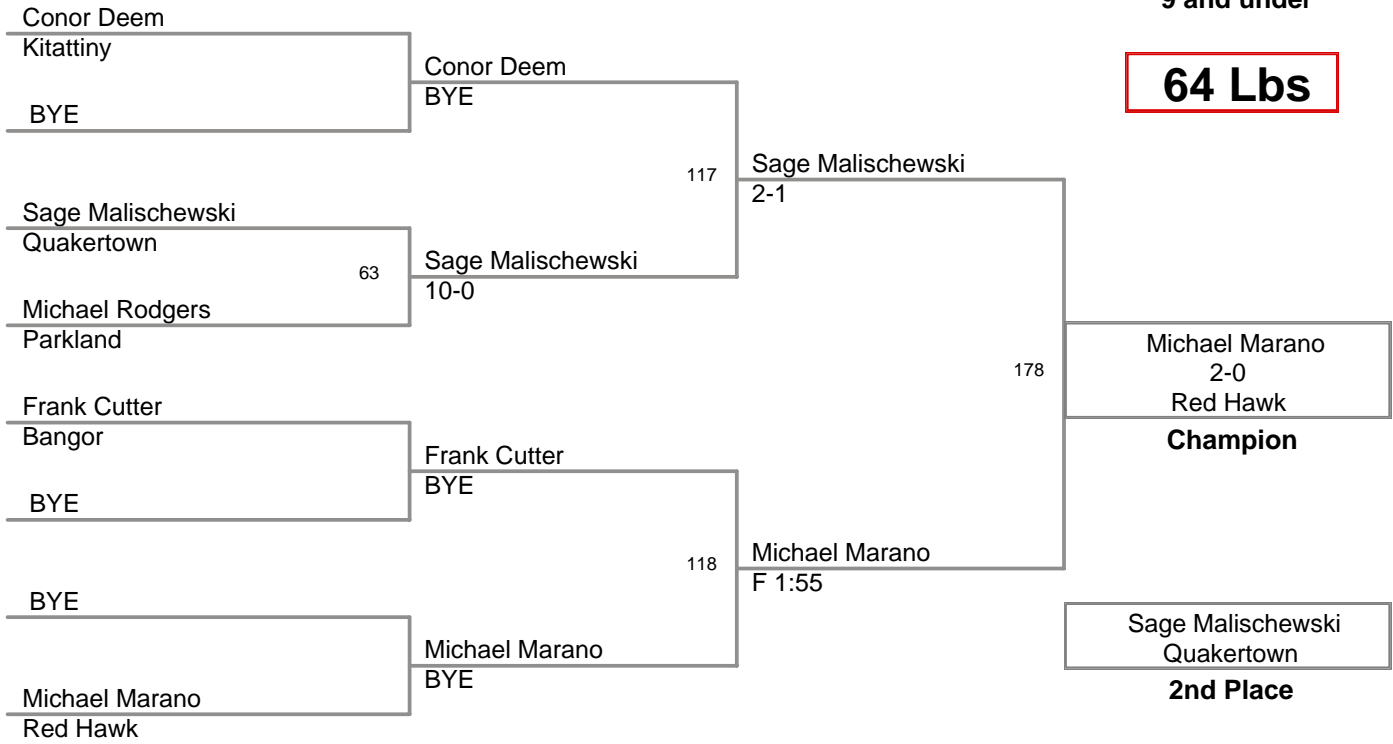 9 and under
64 Lbs
Conor Deem
Kitattiny
BYE
Sage Malischewski
Quakertown
63
Michael Rodgers
Parkland
Frank Cutter
Bangor
BYE
BYE
Michael Marano
Red Hawk
Conor Deem
BYE
117
Sage Malischewski
10-0
Frank Cutter
BYE
118
Michael Marano
BYE
Sage Malischewski
2-1
178
Michael Marano
F 1:55
Michael Marano
2-0
Red Hawk
Champion
Sage Malischewski
Quakertown
2nd Place